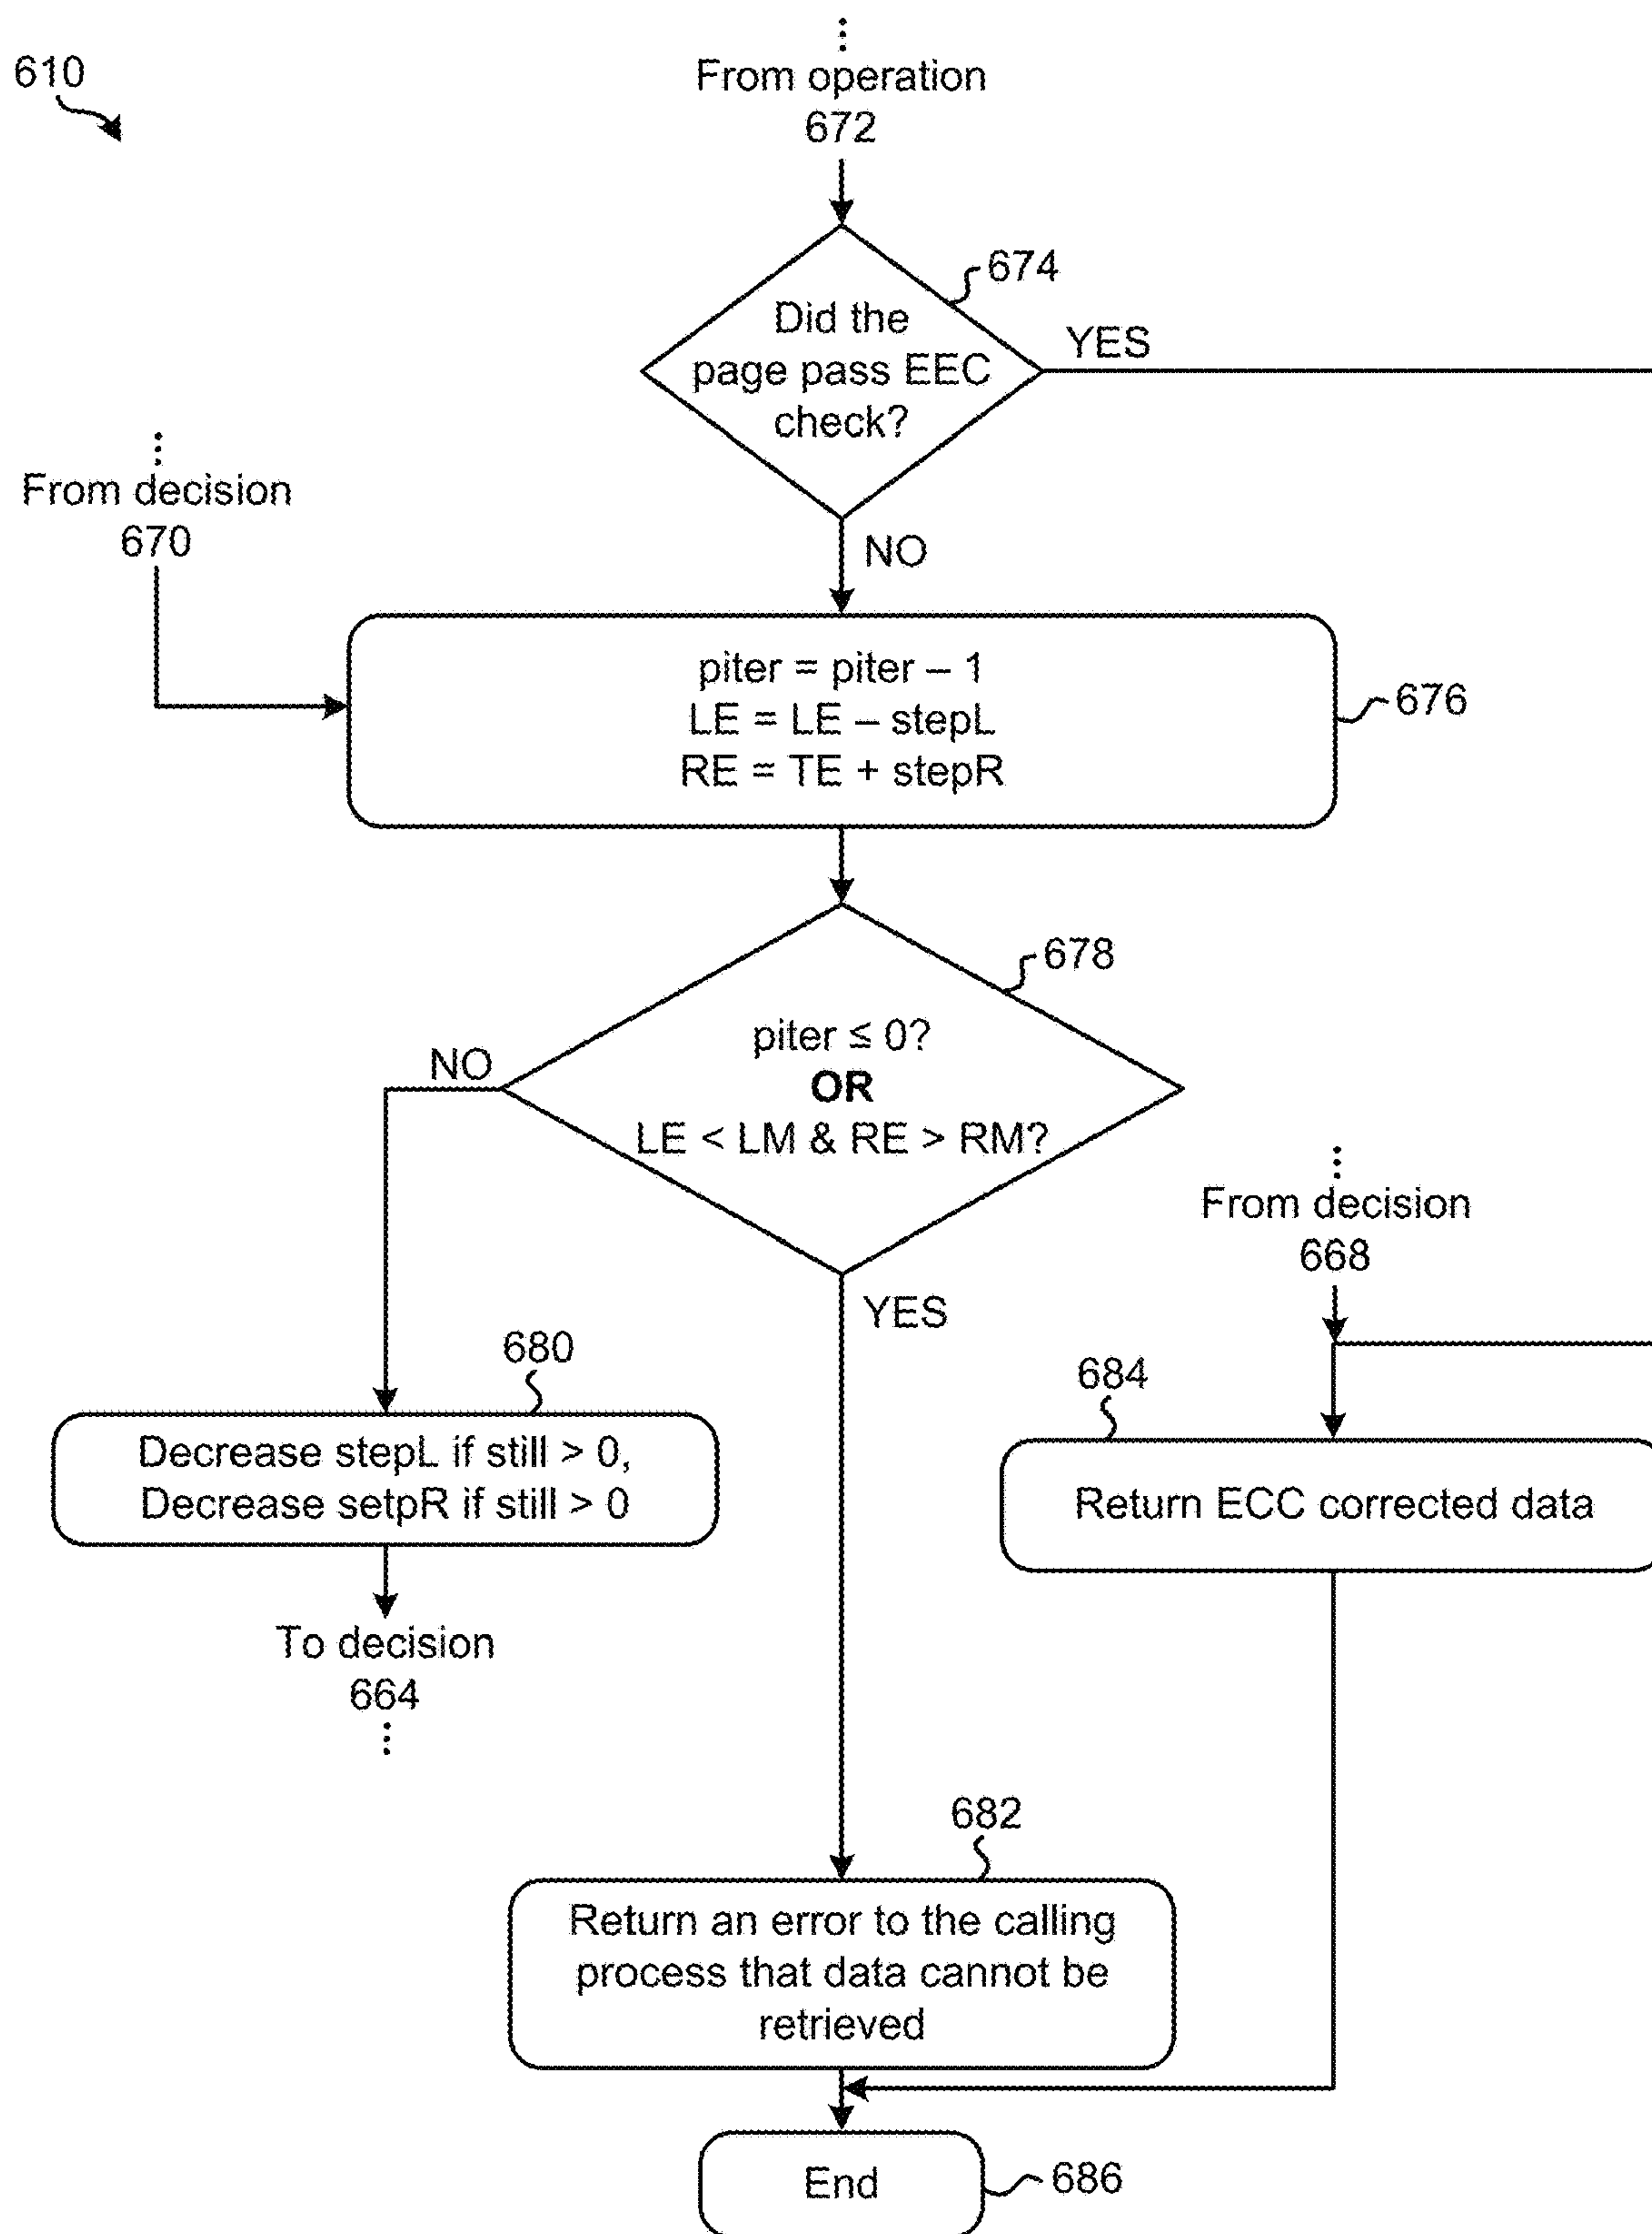 610
From operation
672
674
Did the
page pass EEC
check?
YES
From decision
670
NO
piter = piter – 1
LE = LE – stepL
RE = TE + stepR
676
678
piter ≤ 0?
OR
LE < LM & RE > RM?
NO
YES
From decision
668
680
Decrease stepL if still > 0,
Decrease setpR if still > 0
To decision
664
684
Return ECC corrected data
682
Return an error to the calling
process that data cannot be
retrieved
End
686